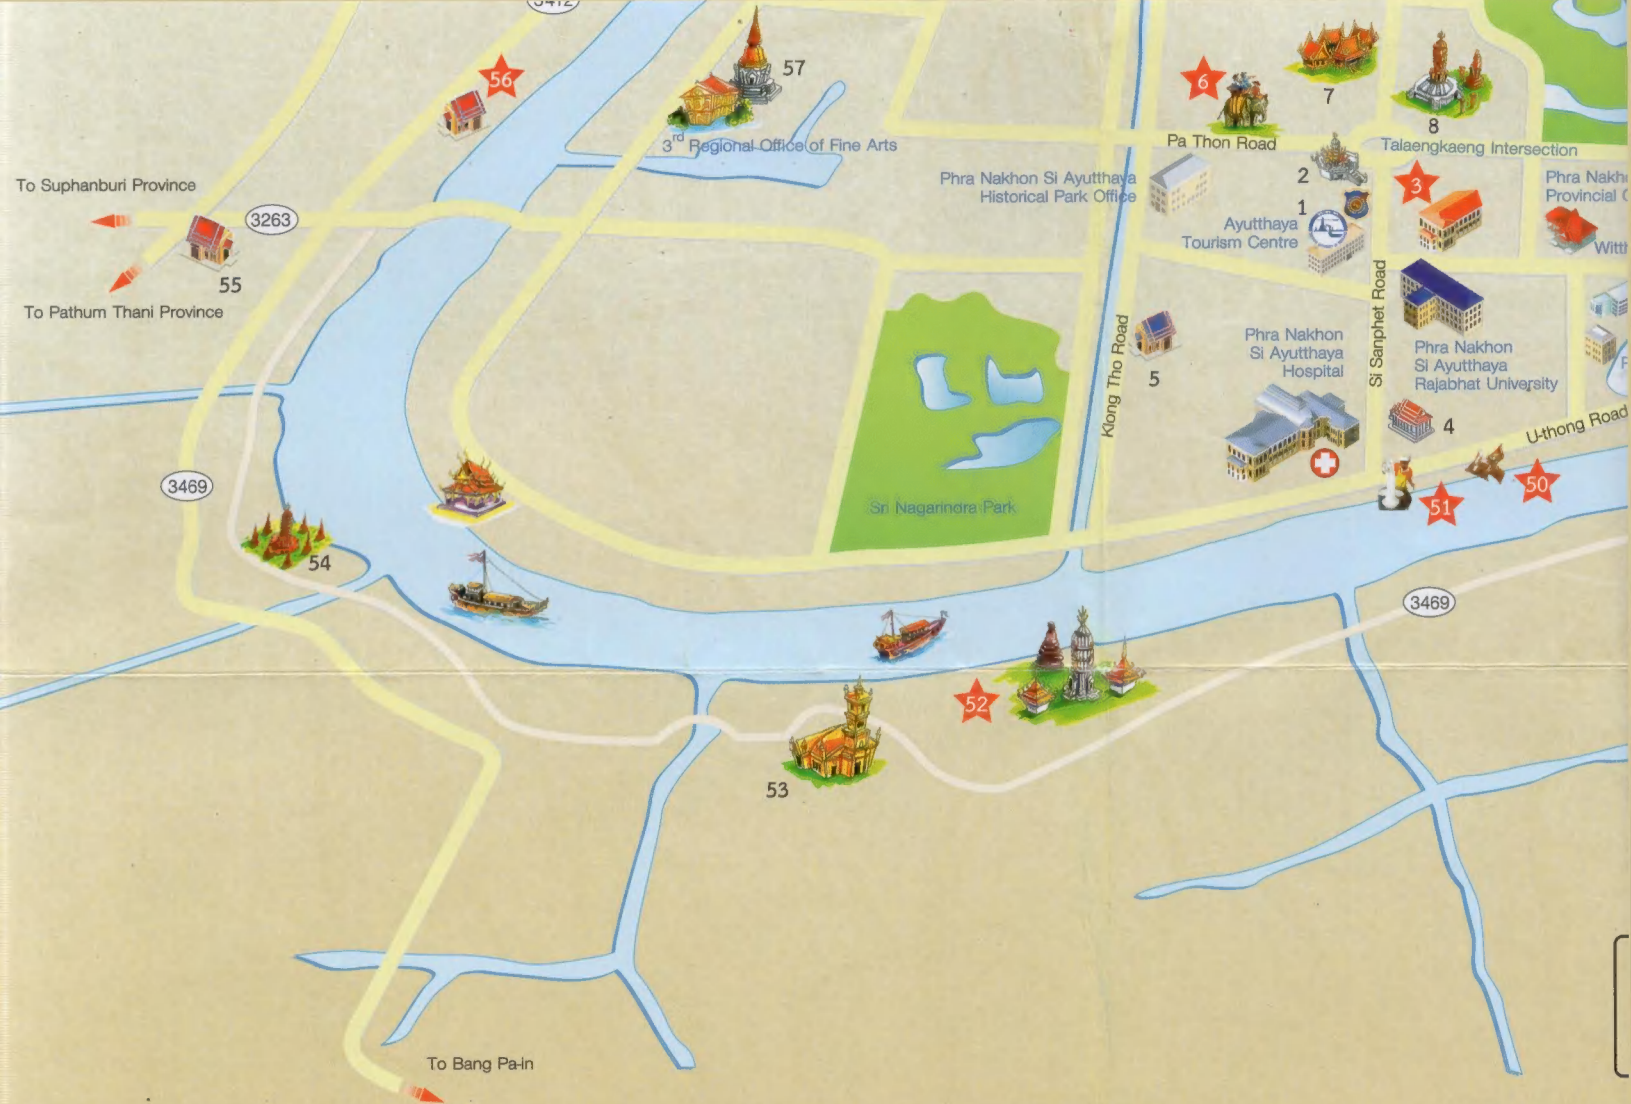 3412
56
57
3rd Regional Office of Fine Arts
To Suphanburi Province
3263
55
To Pathum Thani Province
6
7
8
Pa Thon Road
Talaengkaeng Intersection
Phra Nakhon Si Ayutthaya
Historical Park Office
2
1
3
Ayutthaya
Tourism Centre
Provincial
5
Klong Tho Road
Si Sanphet Road
Phra Nakhon
Si Ayutthaya
Hospital
Phra Nakhon
Si Ayutthaya
Rajabhat University
4
U-thong Road
Sri Nagarindra Park
50
51
3469
54
3469
52
53
To Bang Pa-in